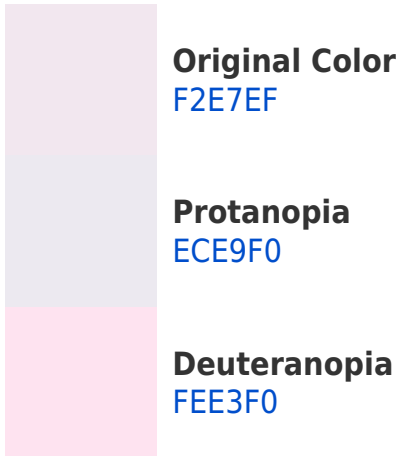 Original Color
F2E7EF
Protanopia
ECE9F0
Deuteranopia
FEE3F0